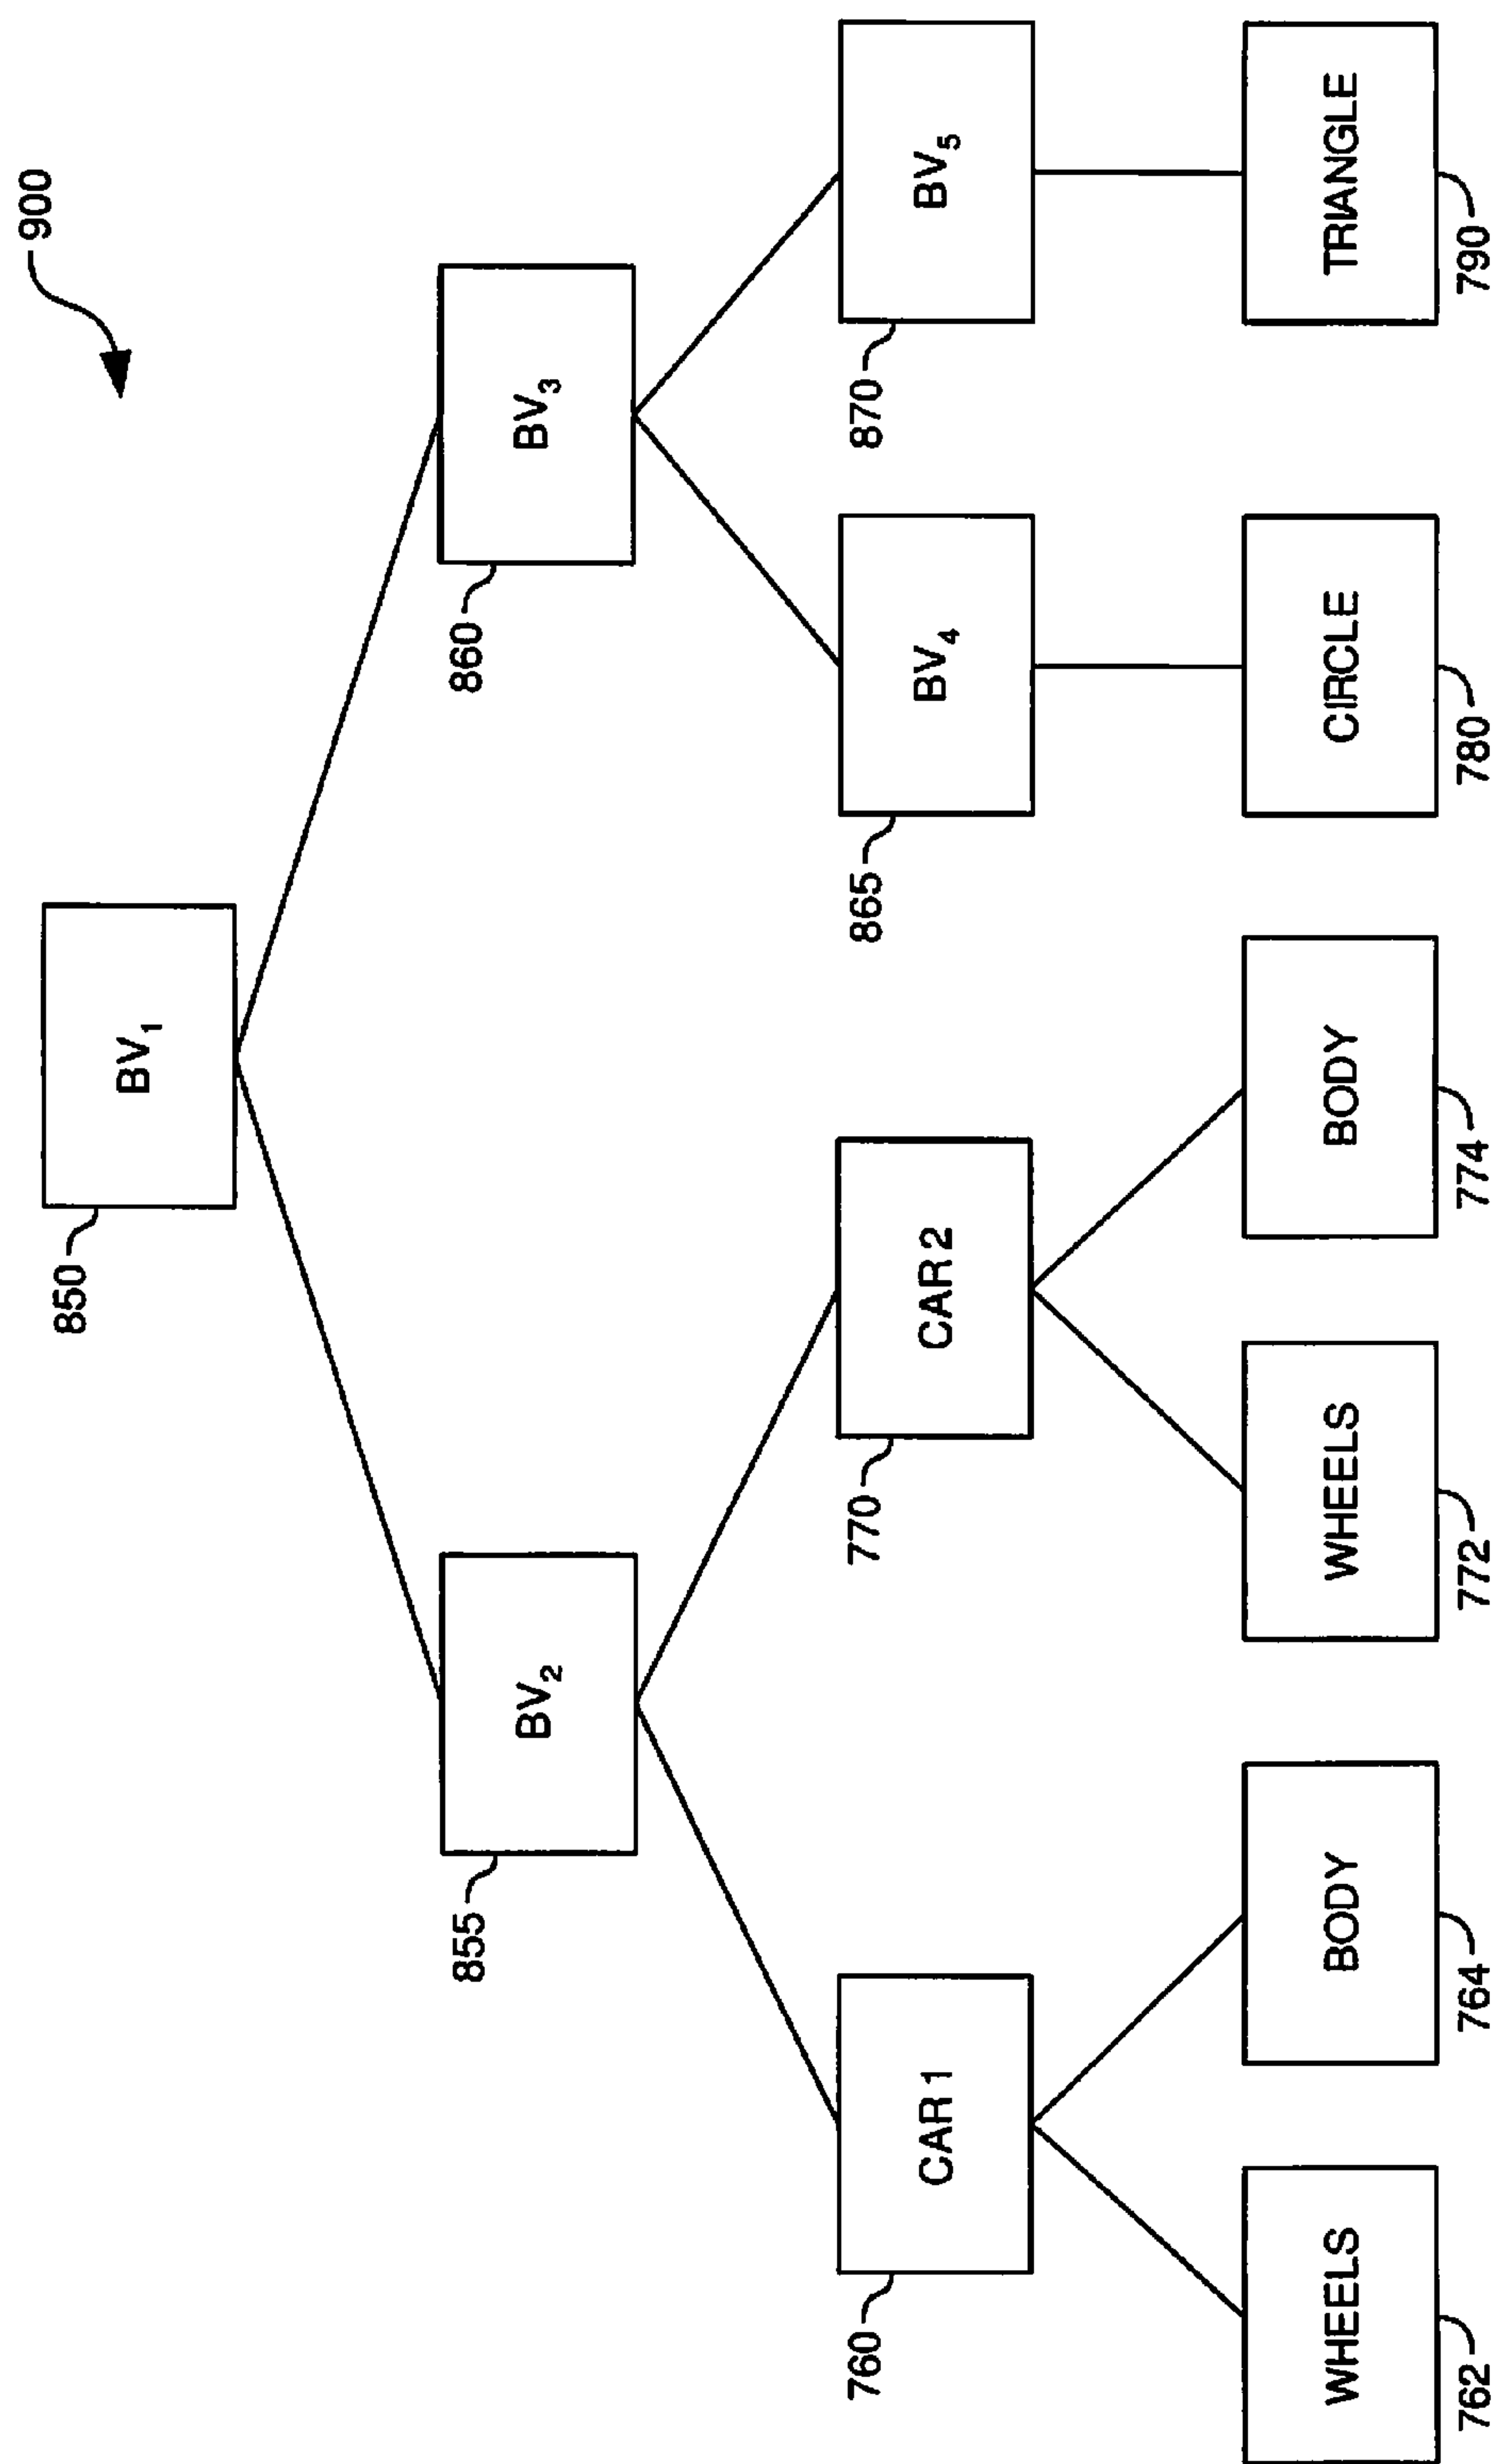 900
BV₁
850
BV₂
855
BV₃
860
CAR 1
760
CAR 2
770
BV₄
865
BV₅
870
WHEELS
762
BODY
764
WHEELS
772
BODY
774
CIRCLE
780
TRIANGLE
790